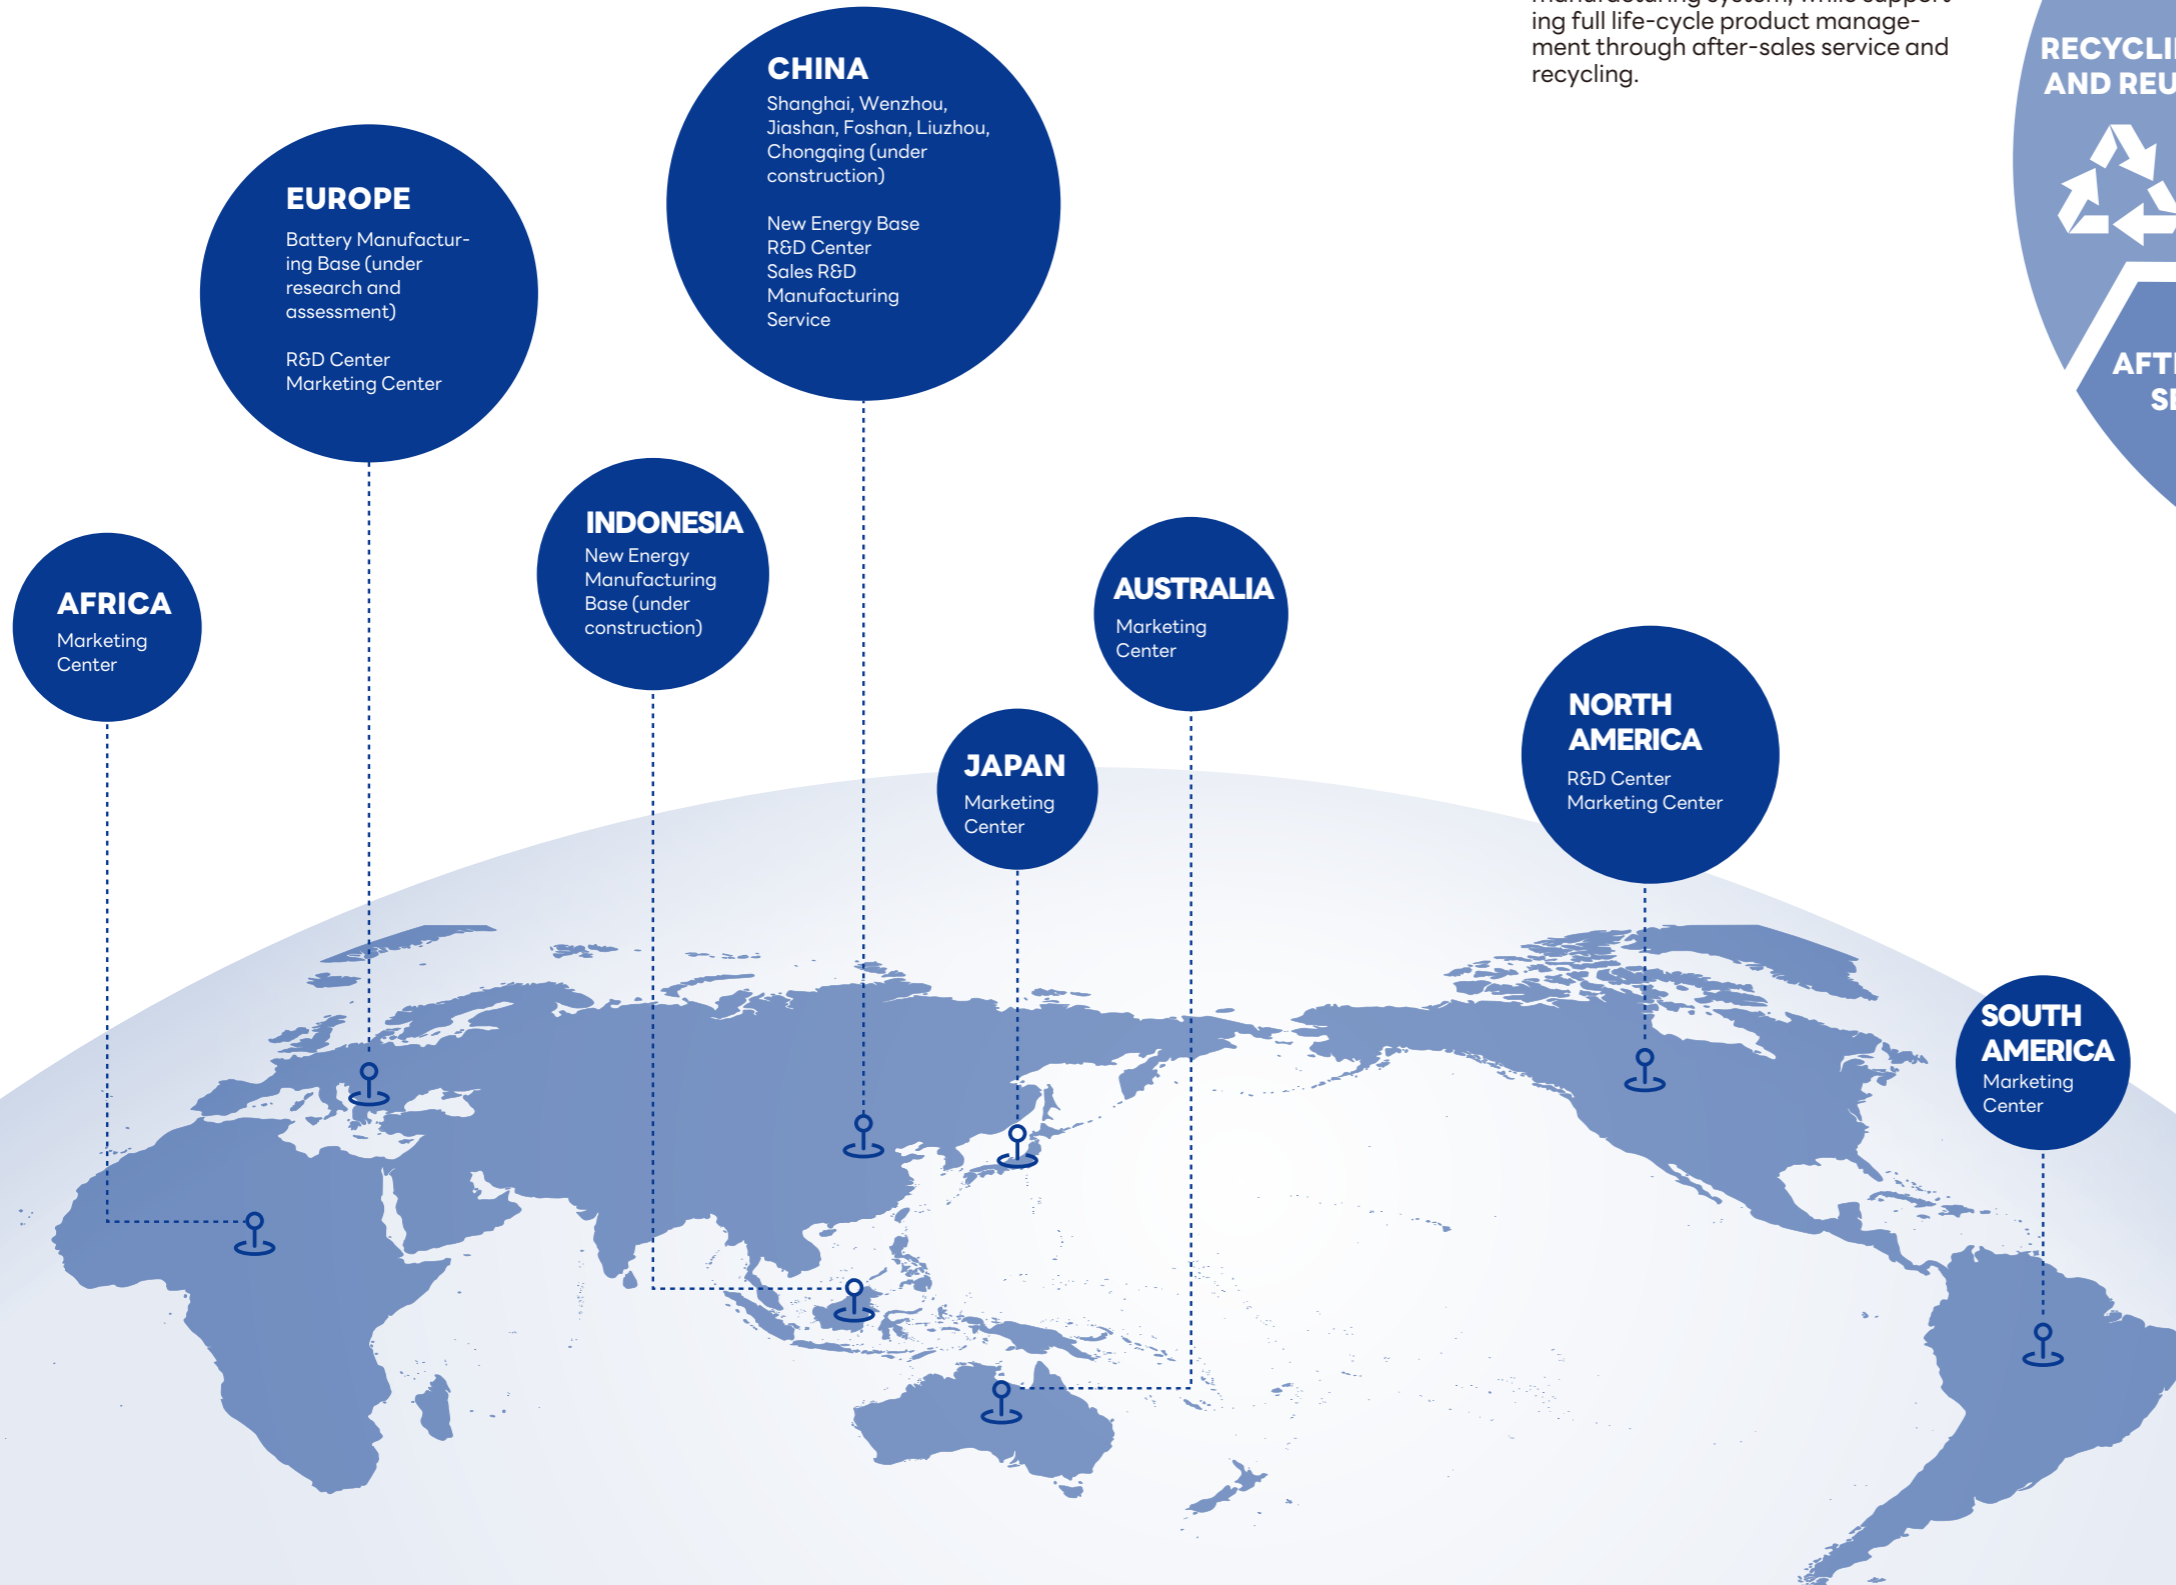 ing full life-cycle product manage-
ment through after-sales service and
recycling.
AND
CHINA
Shanghai, Wenzhou,
Jiashan, Foshan, Liuzhou,
Chongqing (under
construction)
New Energy Base
R&D Center
Sales R&D
Manufacturing
Service
EUROPE
Battery Manufactur-
ing Base (under
research and
assessment)
R&D Center
Marketing Center
INDONESIA
New Energy
Manufacturing
Base (under
construction)
AFRICA
Marketing
Center
AUSTRALIA
Marketing
Center
JAPAN
Marketing
Center
NORTH
AMERICA
R&D Center
Marketing Center
SOUTH
AMERICA
Marketing
Center